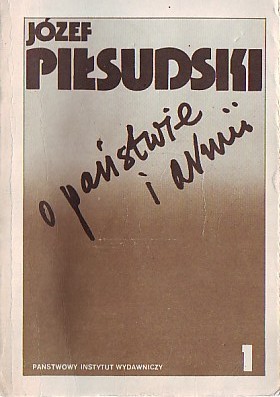 JÓZEF
PIŁSUDSKI
o państwie
i armii
PAŃSTWOWY INSTYTUT WYDAWNICZY
1